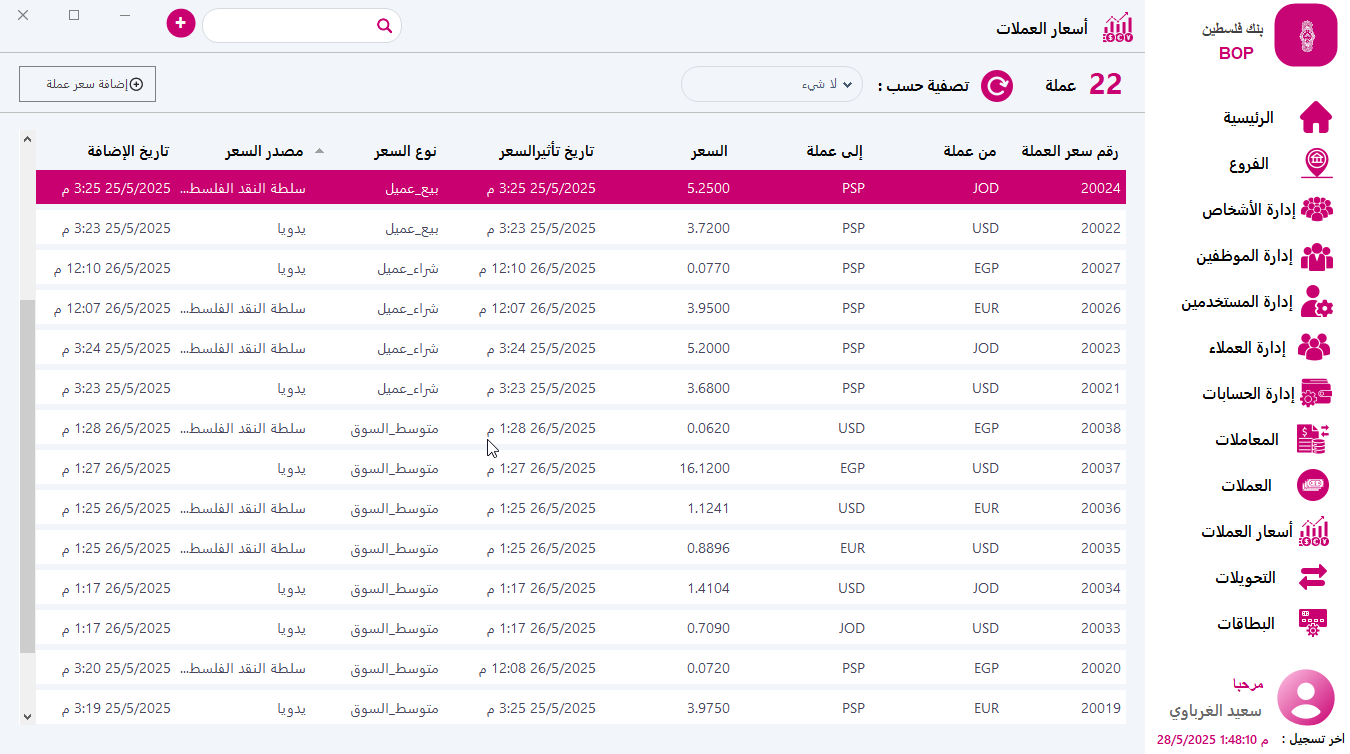 أسعار العملات
بنك فلسطين
BOP
22 عملة تصفية حسب : لا شيء إضافة سعر عملة
رقم سعر العملة من عملة إلى عملة السعر تاريخ تأثيرالسعر نوع السعر مصدر السعر تاريخ الإضافة
20024 JOD PSP 5.2500 25/5/2025 3:25 م بيع_عميل سلطة النقد الفلسط... 25/5/2025 3:25 م
20022 USD PSP 3.7200 25/5/2025 3:23 م بيع_عميل يدويا 25/5/2025 3:23 م
20027 EGP PSP 0.0770 26/5/2025 12:10 م شراء_عميل يدويا 26/5/2025 12:10 م
20026 EUR PSP 3.9500 26/5/2025 12:07 م شراء_عميل سلطة النقد الفلسط... 26/5/2025 12:07 م
20023 JOD PSP 5.2000 25/5/2025 3:24 م شراء_عميل سلطة النقد الفلسط... 25/5/2025 3:24 م
20021 USD PSP 3.6800 25/5/2025 3:23 م شراء_عميل يدويا 25/5/2025 3:23 م
20038 EGP USD 0.0620 26/5/2025 1:28 م متوسط_السوق سلطة النقد الفلسط... 26/5/2025 1:28 م
20037 USD EGP 16.1200 26/5/2025 1:27 م متوسط_السوق يدويا 26/5/2025 1:27 م
20036 EUR USD 1.1241 26/5/2025 1:25 م متوسط_السوق سلطة النقد الفلسط... 26/5/2025 1:25 م
20035 USD EUR 0.8896 26/5/2025 1:25 م متوسط_السوق سلطة النقد الفلسط... 26/5/2025 1:25 م
20034 JOD USD 1.4104 26/5/2025 1:17 م متوسط_السوق يدويا 26/5/2025 1:17 م
20033 USD JOD 0.7090 26/5/2025 1:17 م متوسط_السوق يدويا 26/5/2025 1:17 م
20020 EGP PSP 0.0720 26/5/2025 12:08 م متوسط_السوق سلطة النقد الفلسط... 25/5/2025 3:20 م
20019 EUR PSP 3.9750 25/5/2025 3:25 م متوسط_السوق يدويا 25/5/2025 3:19 م
الرئيسية
الفروع
إدارة الأشخاص
إدارة الموظفين
إدارة المستخدمين
إدارة العملاء
إدارة الحسابات
المعاملات
العملات
أسعار العملات
التحويلات
البطاقات
مرحبا
سعيد الغرباوي
اخر تسجيل : 28/5/2025 1:48:10 م